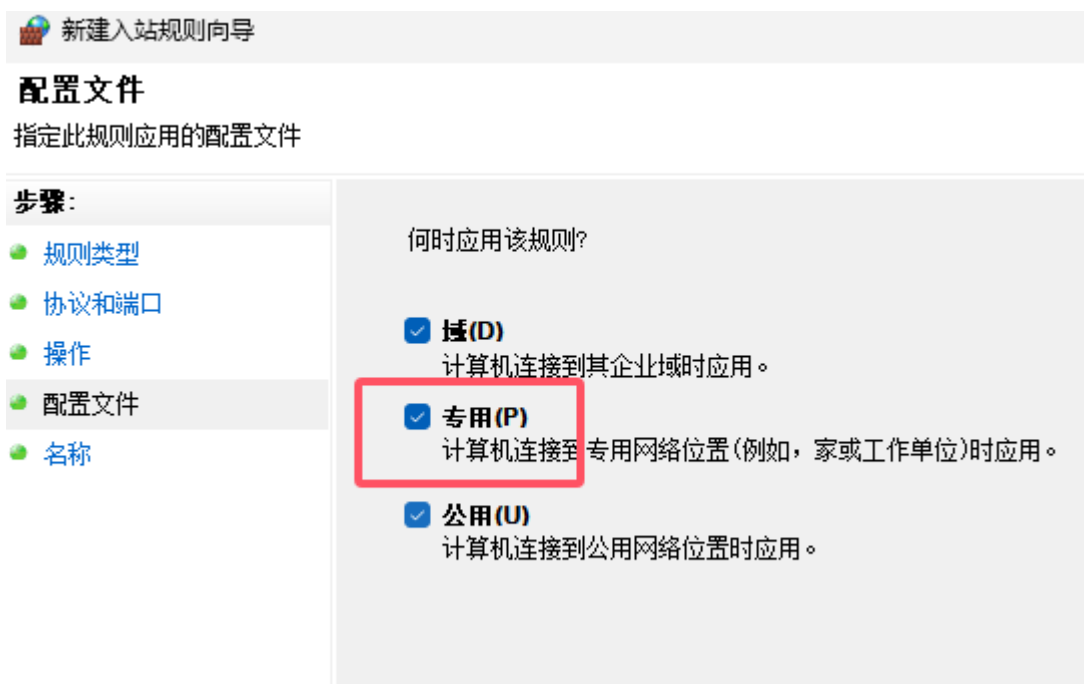 新建入站规则向导
配置文件
指定此规则应用的配置文件
步骤:
规则类型
协议和端口
操作
配置文件
名称
何时应用该规则?
域(D)
计算机连接到其企业域时应用。
专用(P)
计算机连接到专用网络位置(例如，家或工作单位)时应用。
公用(U)
计算机连接到公用网络位置时应用。